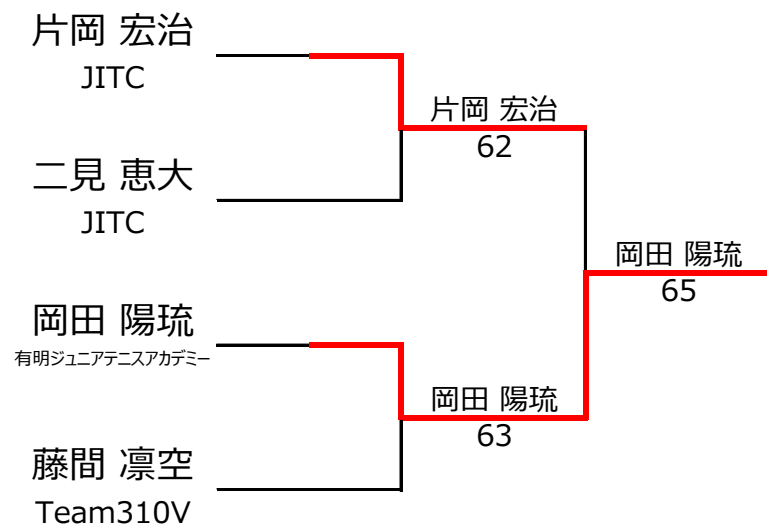 片岡 宏治
JITC
片岡 宏治
62
二見 恵大
JITC
岡田 陽琉
65
岡田 陽琉
有明ジュニアテニスアカデミー
岡田 陽琉
63
藤間 凛空
Team310V